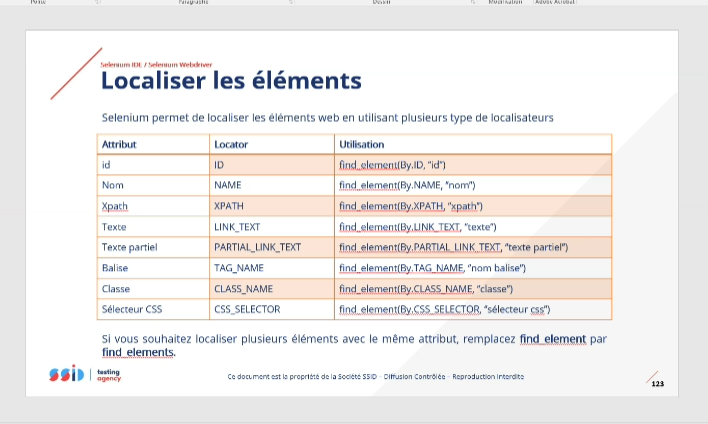 Paragraphe
Dessin
Modification
Adobe Acrobat
Selenium IDE / Selenium Webdriver
Localiser les éléments
Selenium permet de localiser les éléments web en utilisant plusieurs type de localisateurs
Attribut Locator Utilisation
id ID find_element(By.ID, "id")
Nom NAME find_element(By.NAME, "nom")
Xpath XPATH find_element(By.XPATH, "xpath")
Texte LINK_TEXT find_element(By.LINK_TEXT, "texte")
Texte partiel PARTIAL_LINK_TEXT find_element(By.PARTIAL_LINK_TEXT, "texte partiel")
Balise TAG_NAME find_element(By.TAG_NAME, "nom balise")
Classe CLASS_NAME find_element(By.CLASS_NAME, "classe")
Sélecteur CSS CSS_SELECTOR find_element(By.CSS_SELECTOR, "sélecteur css")
Si vous souhaitez localiser plusieurs éléments avec le même attribut, remplacez find_element par
find_elements.
SSID testing
agency
Ce document est la propriété de la Société SSID – Diffusion Contrôlée – Reproduction Interdite
123